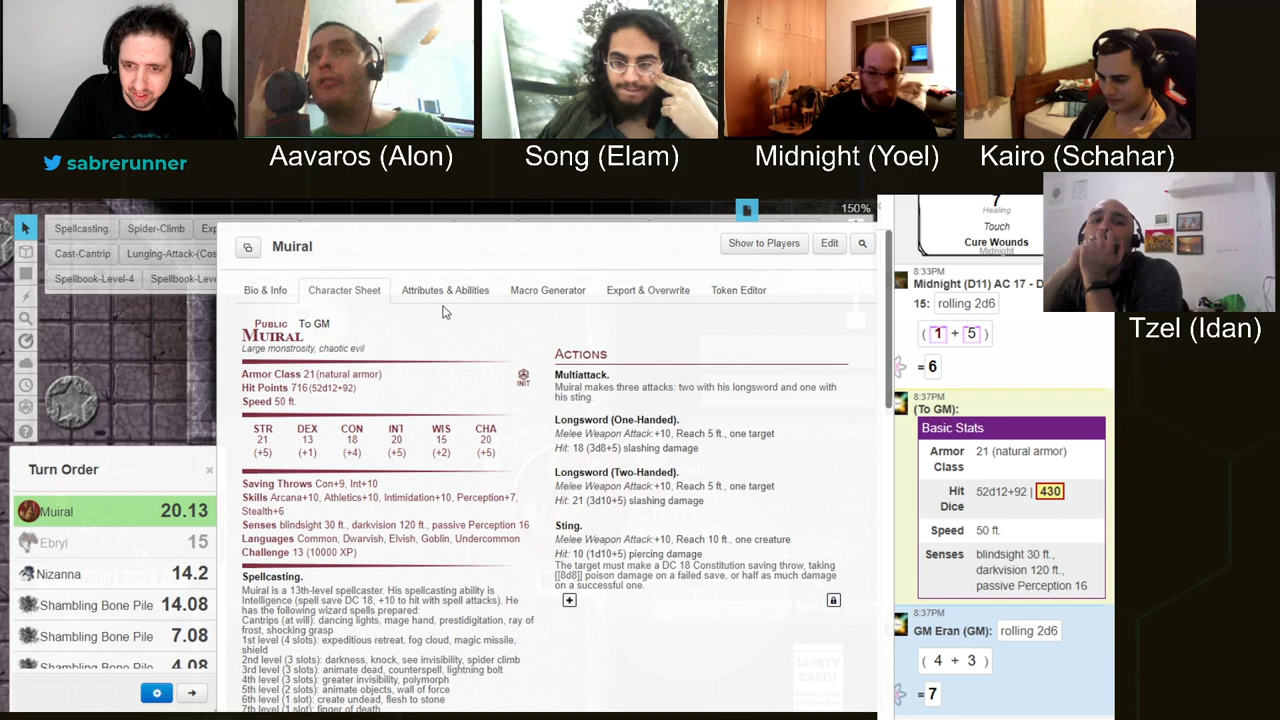 sabrerunner
Aavaros (Alon)
Song (Elam)
Midnight (Yoel)
Kairo (Schahar)
Tzel (Idan)
150%
Spellcasting
Spider-Climb
Cast-Cantrip
Lunging-Attack-(Cos
Spellbook-Level-4
Muiral
Show to Players
Edit
Bio & Info
Character Sheet
Attributes & Abilities
Macro Generator
Export & Overwrite
Token Editor
Public To GM
Muiral
Large monstrosity, chaotic evil
Armor Class 21 (natural armor)
Hit Points 716 (52d12+92)
Speed 50 ft.
INIT
STR DEX CON INT WIS CHA
21 13 18 20 15 20
(+5) (+1) (+4) (+5) (+2) (+5)
Saving Throws Con+9, Int+10
Skills Arcana+10, Athletics+10, Intimidation+10, Perception+7,
Stealth+6
Senses blindsight 30 ft., darkvision 120 ft., passive Perception 16
Languages Common, Dwarvish, Elvish, Goblin, Undercommon
Challenge 13 (10000 XP)
Spellcasting.
Muiral is a 13th-level spellcaster. His spellcasting ability is
Intelligence (spell save DC 18, +10 to hit with spell attacks). He
has the following wizard spells prepared:
Cantrips (at will): dancing lights, mage hand, prestidigitation, ray
of frost, shocking grasp
1st level (4 slots): expeditious retreat, fog cloud, magic missile,
shield
2nd level (3 slots): darkness, knock, see invisibility, spider climb
3rd level (3 slots): animate dead, counterspell, lightning bolt
4th level (3 slots): greater invisibility, polymorph
5th level (2 slots): animate objects, wall of force
6th level (1 slot): create undead, flesh to stone
7th level (1 slot): finger of death
Actions
Multiattack.
Muiral makes three attacks: two with his longsword and one with
his sting.
Longsword (One-Handed).
Melee Weapon Attack:+10, Reach 5 ft., one target
Hit: 18 (3d8+5) slashing damage
Longsword (Two-Handed).
Melee Weapon Attack:+10, Reach 5 ft., one target
Hit: 21 (3d10+5) slashing damage
Sting.
Melee Weapon Attack:+10, Reach 10 ft., one creature
Hit: 10 (1d10+5) piercing damage
The target must make a DC 18 Constitution saving throw, taking
[[8d8]] poison damage on a failed save, or half as much damage
on a successful one.
SAFETY
CARDS
Turn Order
Muiral 20.13
Ebryl 15
Nizanna 14.2
Shambling Bone Pile 14.08
Shambling Bone Pile 7.08
Shambling Bone Pile 4.08
7
Healing
Touch
Cure Wounds
Midnight
8:33PM
Midnight (D11) AC 17 - D
15: rolling 2d6
( 1 + 5 )
= 6
8:37PM
(To GM):
Basic Stats
Armor Class 21 (natural armor)
Hit Dice 52d12+92 | 430
Speed 50 ft.
Senses blindsight 30 ft.,
darkvision 120 ft.,
passive Perception 16
8:37PM
GM Eran (GM): rolling 2d6
( 4 + 3 )
= 7